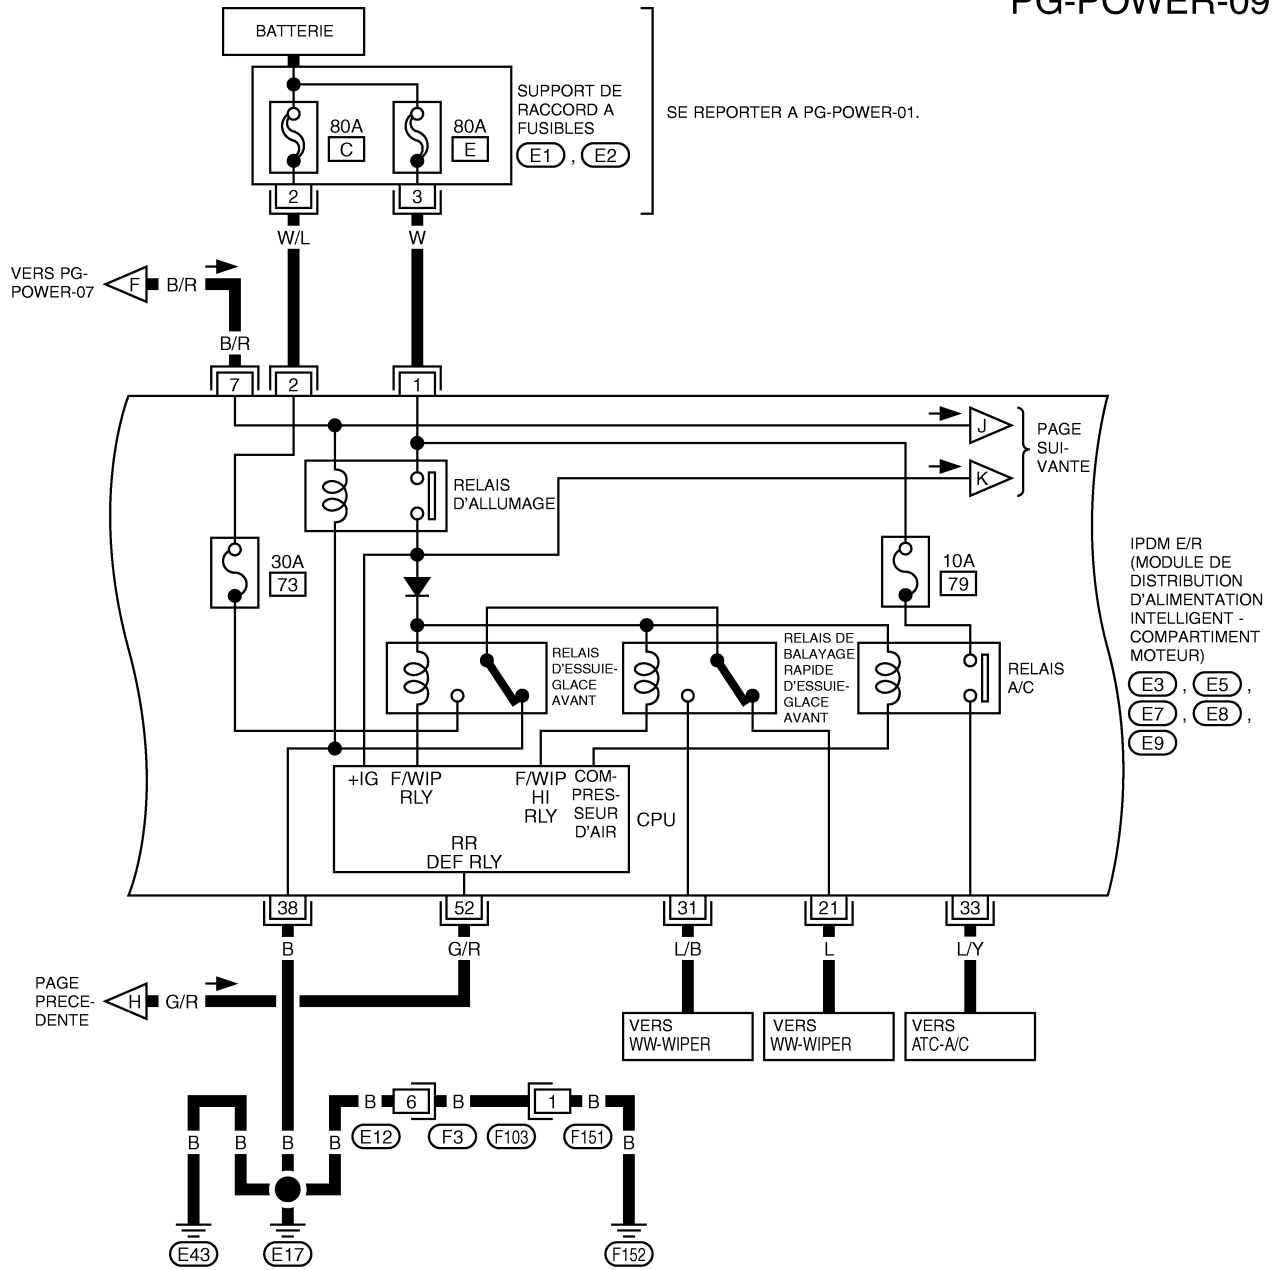 PG-POWER-09
BATTERIE
80A
C
80A
E
SUPPORT DE
RACCORD A
FUSIBLES
E1 , E2
SE REPORTER A PG-POWER-01.
2
3
W/L
W
VERS PG-
POWER-07
F
B/R
B/R
7
2
1
J
K
PAGE
SUI-
VANTE
RELAIS
D'ALLUMAGE
30A
73
10A
79
IPDM E/R
(MODULE DE
DISTRIBUTION
D'ALIMENTATION
INTELLIGENT -
COMPARTIMENT
MOTEUR)
E3 , E5 ,
E7 , E8 ,
E9
RELAIS
D'ESSUIE-
GLACE
AVANT
RELAIS DE
BALAYAGE
RAPIDE
D'ESSUIE-
GLACE
AVANT
RELAIS
A/C
+IG
F/WIP
RLY
F/WIP
HI
RLY
COM-
PRES-
SEUR
D'AIR
CPU
RR
DEF RLY
38
52
31
21
33
B
G/R
L/B
L
L/Y
PAGE
PRECE-
DENTE
H
G/R
VERS
WW-WIPER
VERS
WW-WIPER
VERS
ATC-A/C
B
6
B
1
B
E12
F3
F103
F151
B
B
B
B
B
E43
E17
F152